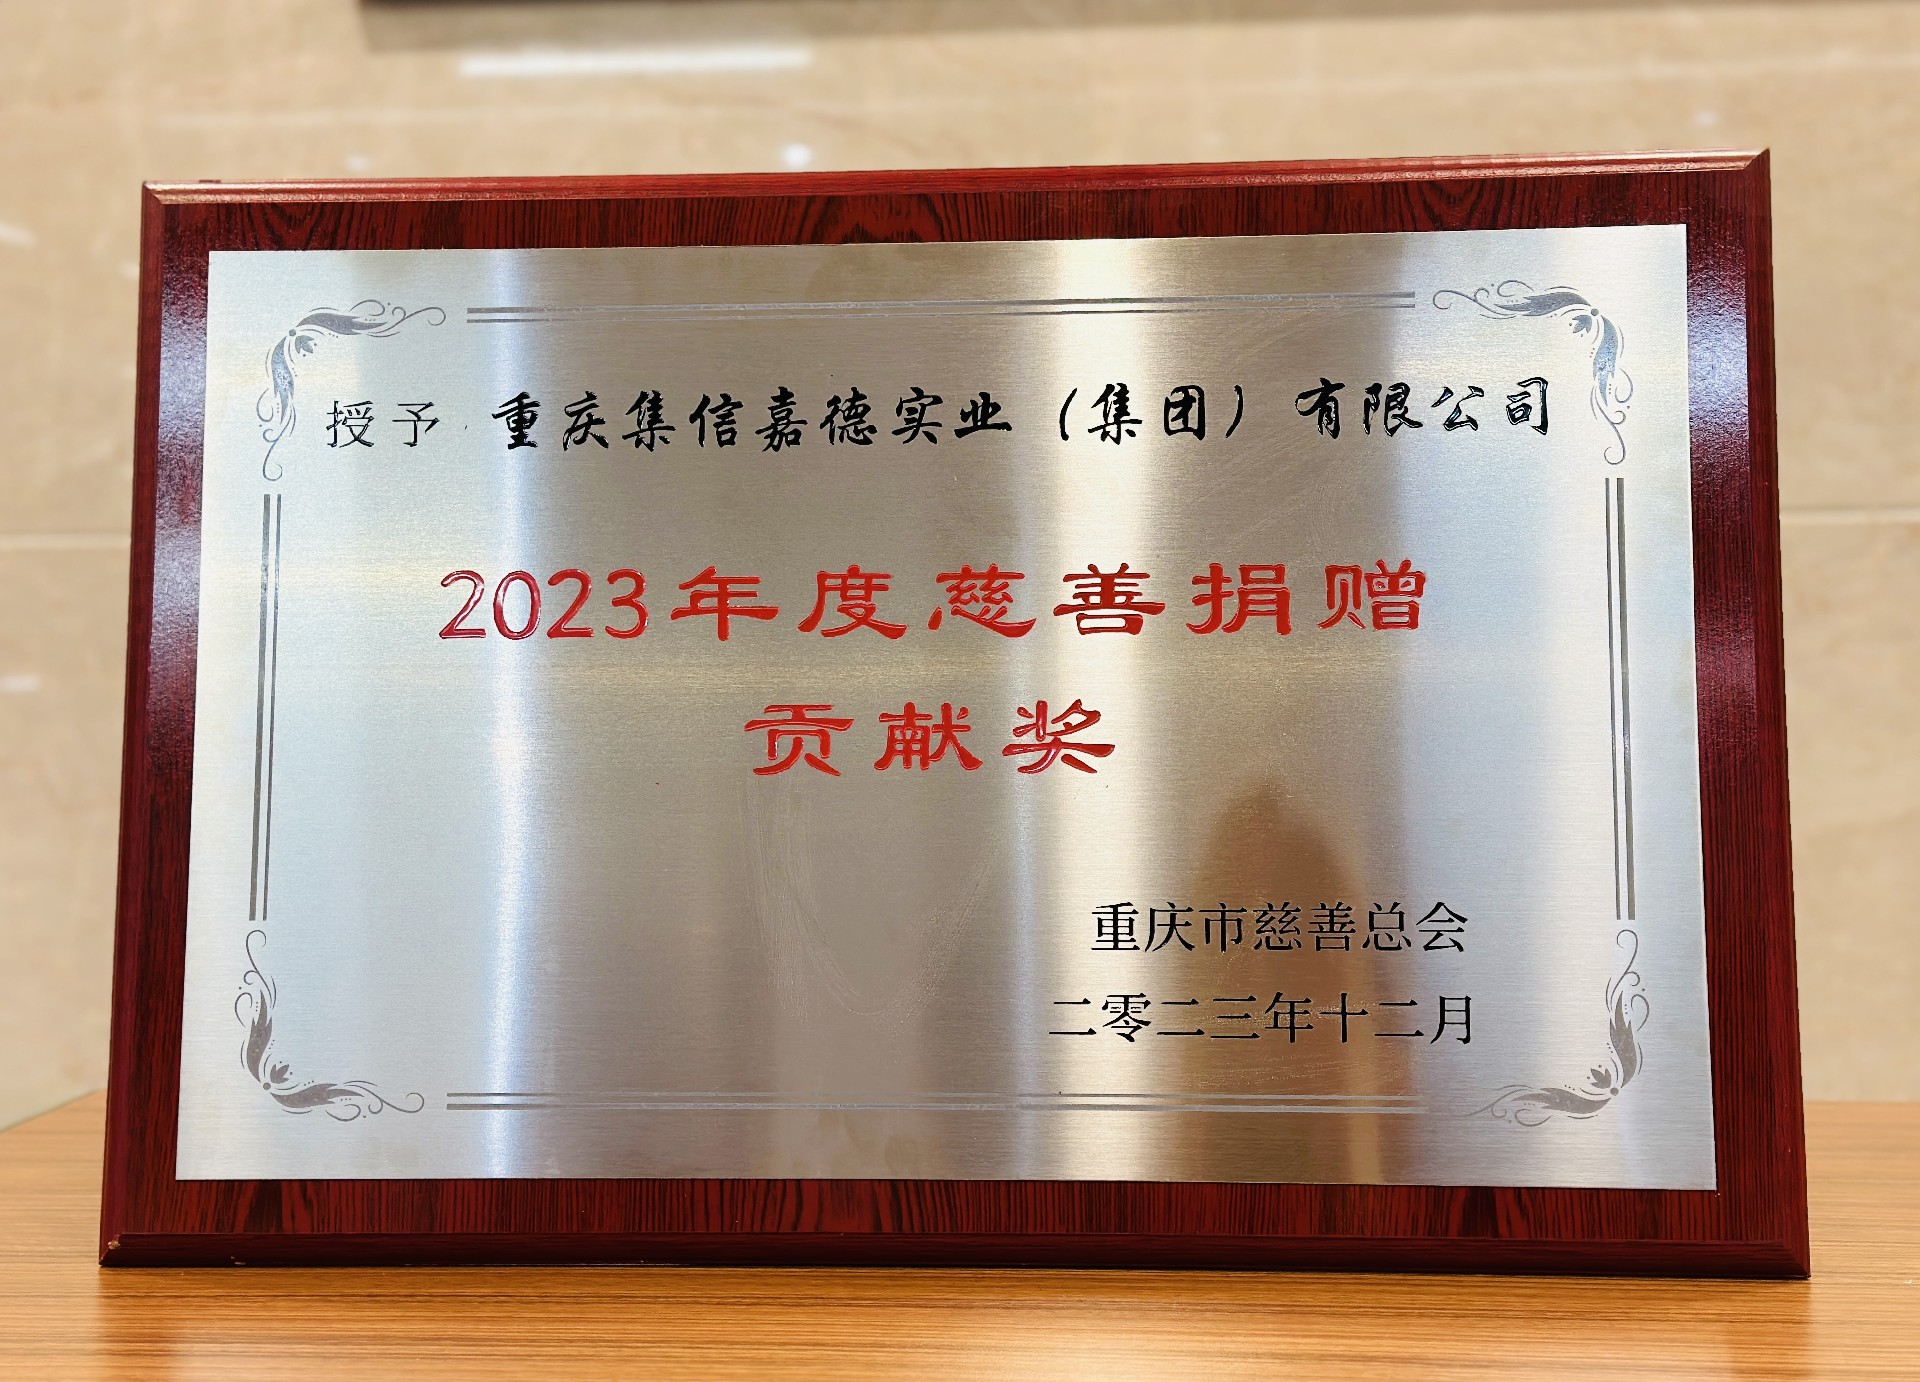 授予 重庆集信嘉德实业（集团）有限公司
2023年度慈善捐赠
贡献奖
重庆市慈善总会
二零二三年十二月